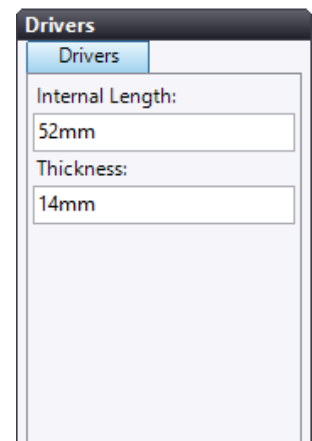 Drivers
Drivers
Internal Length:
52mm
Thickness:
14mm